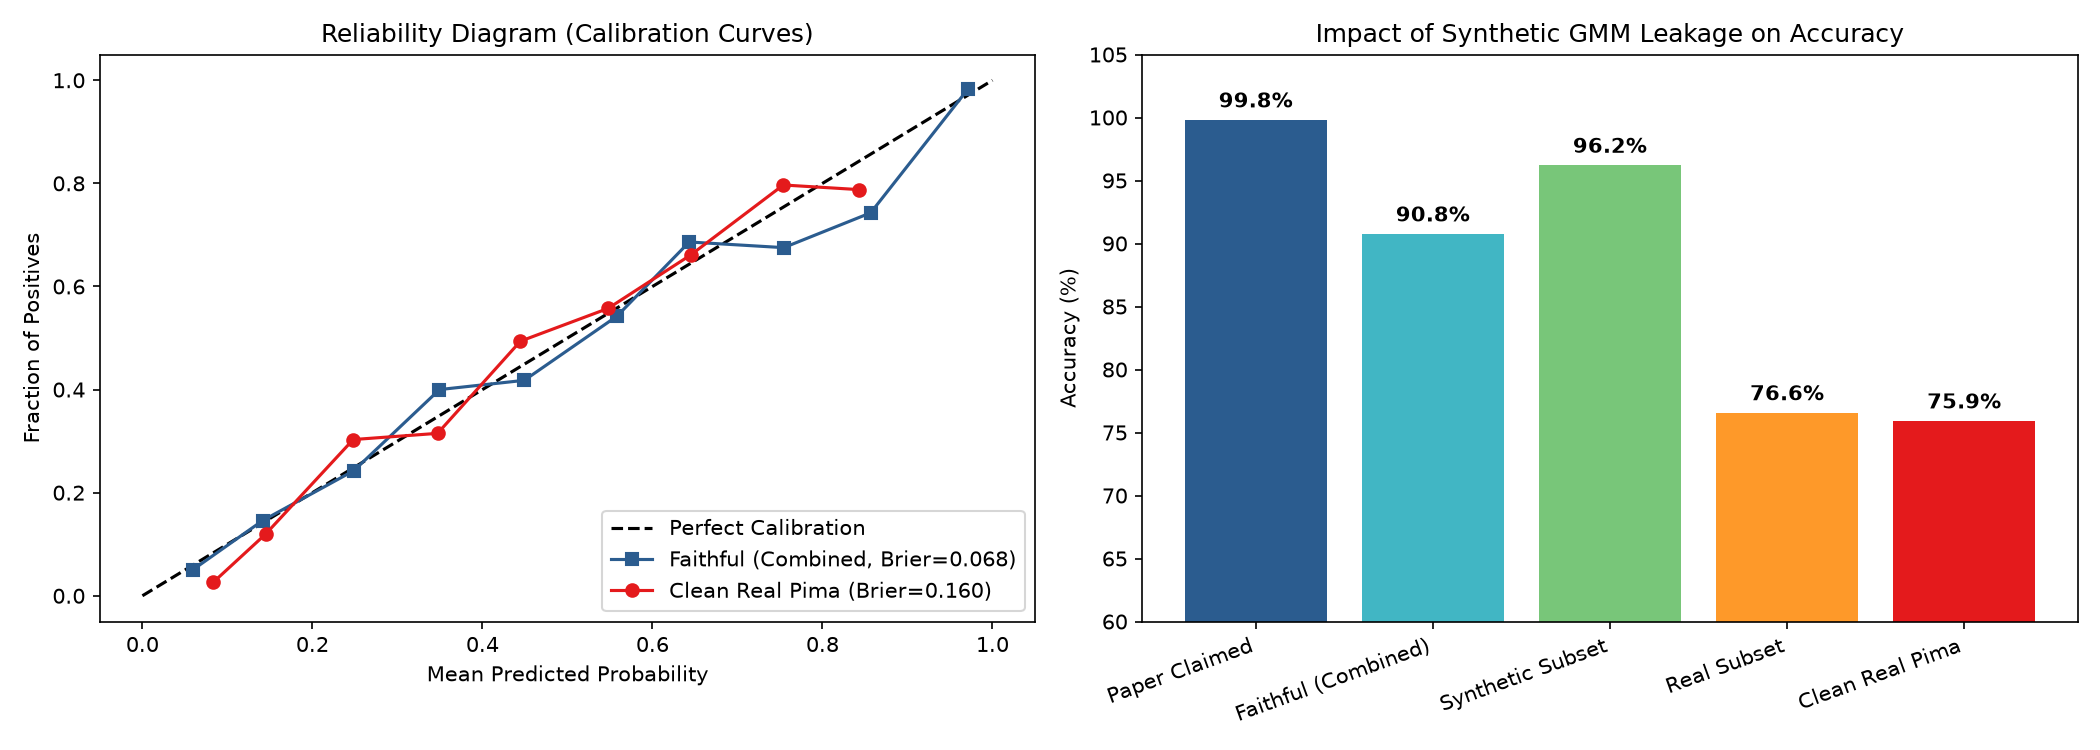 Reliability Diagram (Calibration Curves)
Fraction of Positives
1.0
0.8
0.6
0.4
0.2
0.0
0.0 0.2 0.4 0.6 0.8 1.0
Mean Predicted Probability
Perfect Calibration
Faithful (Combined, Brier=0.068)
Clean Real Pima (Brier=0.160)
Impact of Synthetic GMM Leakage on Accuracy
Accuracy (%)
105
100
95
90
85
80
75
70
65
60
99.8%
90.8%
96.2%
76.6%
75.9%
Paper Claimed
Faithful (Combined)
Synthetic Subset
Real Subset
Clean Real Pima